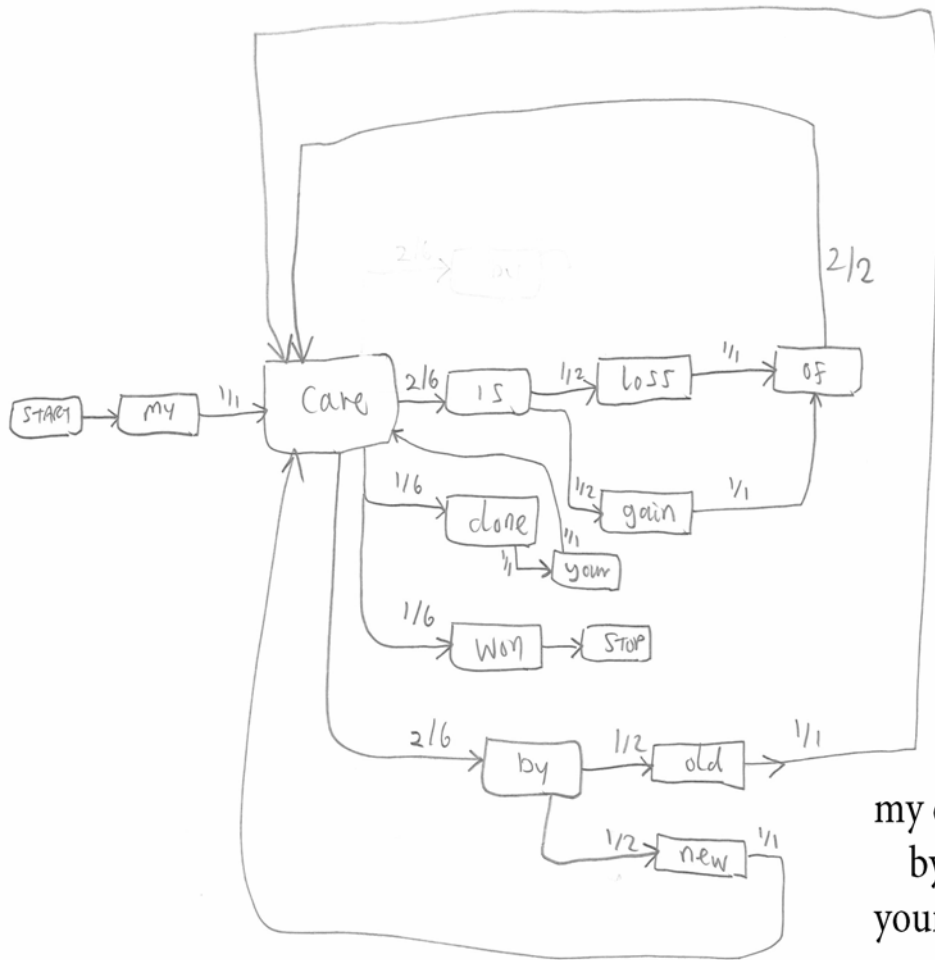 2/6
2/2
START
my
1/1
Care
2/6
is
1/2
loss
1/1
of
1/2
gain
1/1
1/6
done
1/1
your
1/1
1/6
won
STOP
2/6
by
1/2
old
1/1
1/2
new
1/1
my
by
your